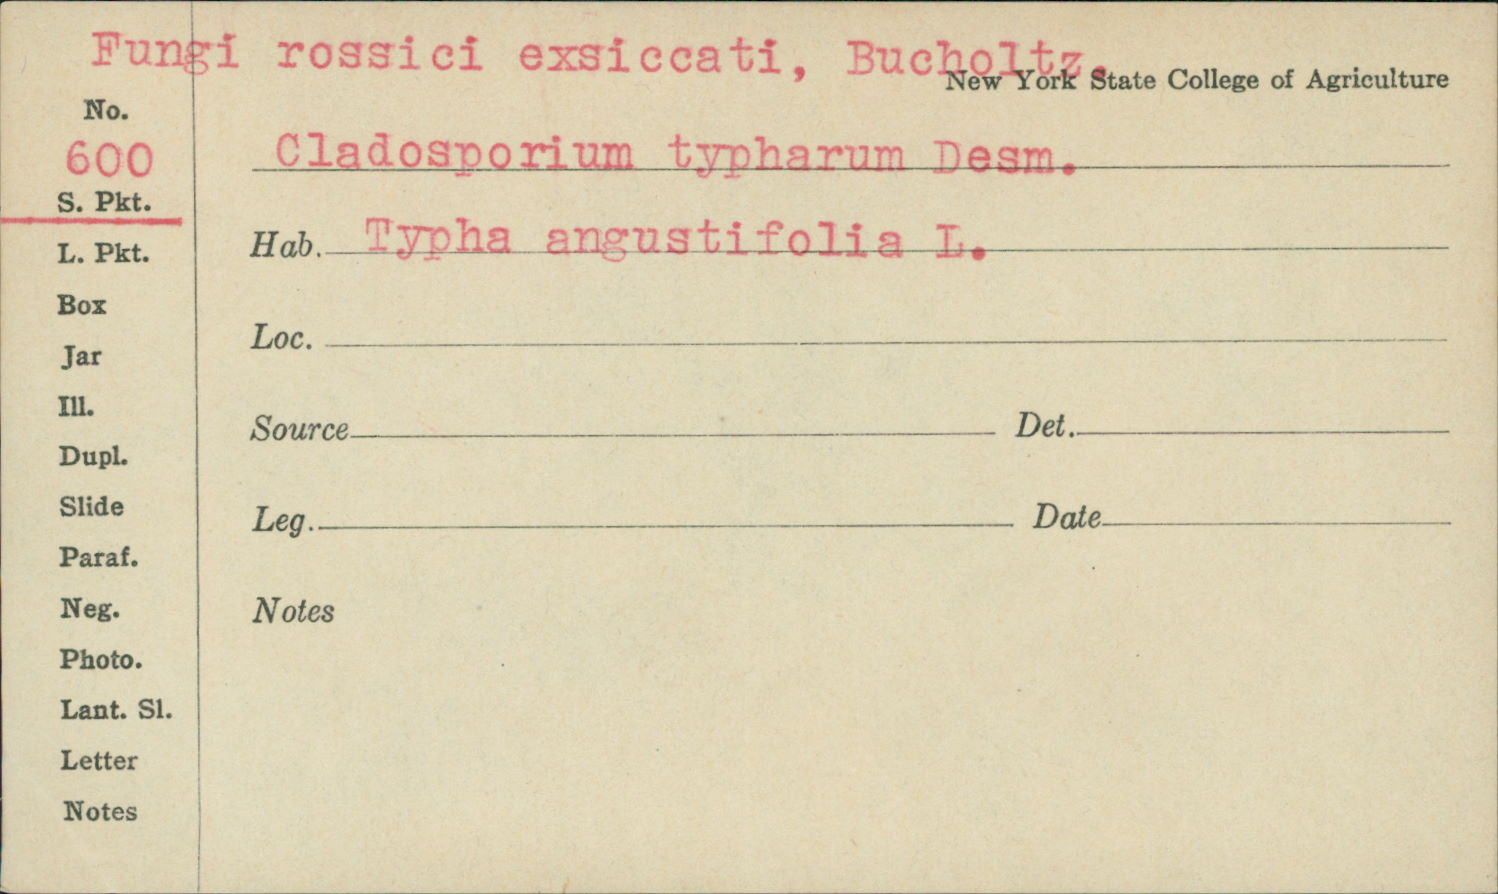 Fungi rossici exsiccati, Bucholtz.
New York State College of Agriculture
No.
600
Cladosporium typharum Desm.
S. Pkt.
Hab. Typha angustifolia L.
L. Pkt.
Box
Loc.
Jar
Ill.
Source Det.
Dupl.
Slide
Leg. Date
Paraf.
Neg.
Notes
Photo.
Lant. Sl.
Letter
Notes